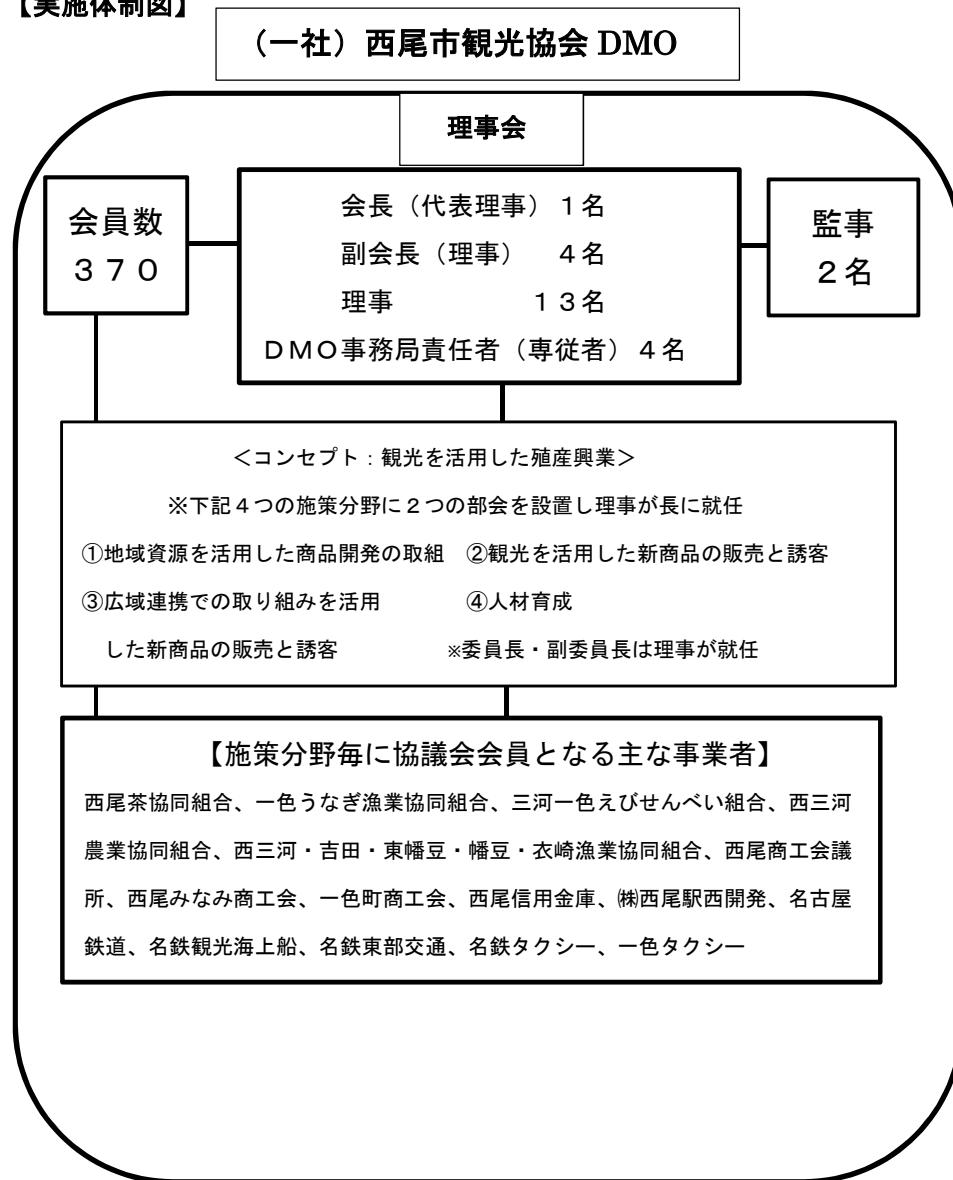 【実施体制図】
（一社）西尾市観光協会 DMO
理事会
会員数
３７０
会長（代表理事）１名
副会長（理事）　４名
理事　　　　　　１３名
ＤＭＯ事務局責任者（専従者）４名
監事
２名
＜コンセプト：観光を活用した殖産興業＞
※下記４つの施策分野に２つの部会を設置し理事が長に就任
①地域資源を活用した商品開発の取組　②観光を活用した新商品の販売と誘客
③広域連携での取り組みを活用　　　　④人材育成
した新商品の販売と誘客　　　　　※委員長・副委員長は理事が就任
【施策分野毎に協議会会員となる主な事業者】
西尾茶協同組合、一色うなぎ漁業協同組合、三河一色えびせんべい組合、西三河
農業協同組合、西三河・吉田・東幡豆・幡豆・衣崎漁業協同組合、西尾商工会議
所、西尾みなみ商工会、一色町商工会、西尾信用金庫、㈱西尾駅西開発、名古屋
鉄道、名鉄観光海上船、名鉄東部交通、名鉄タクシー、一色タクシー